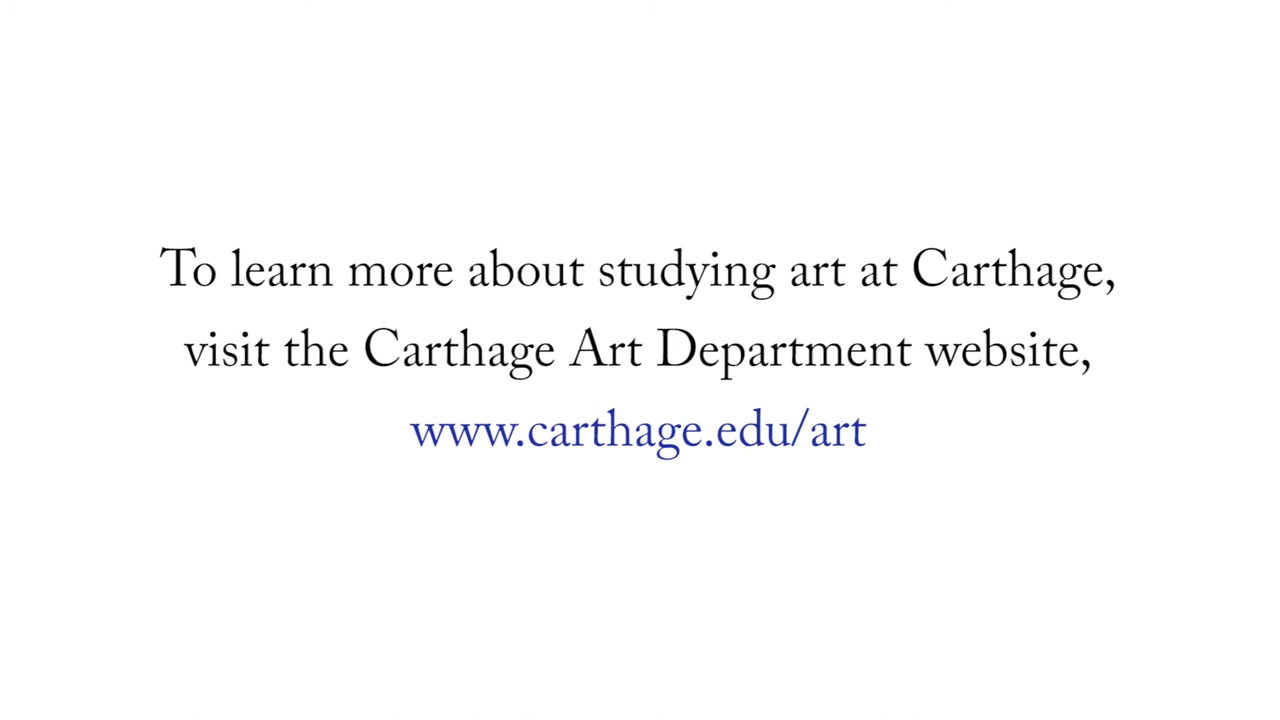 To learn more about studying art at Carthage,
visit the Carthage Art Department website,
www.carthage.edu/art